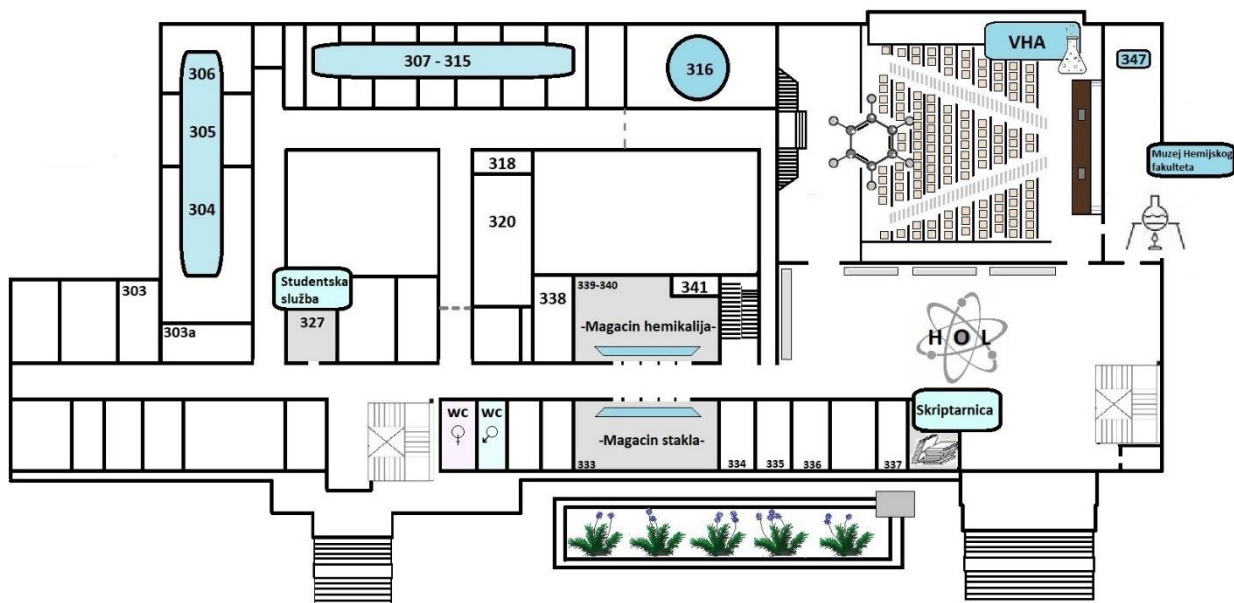 VHA
306
307 - 315
316
347
305
Muzej Hemijskog
fakulteta
318
304
320
Studentska
služba
303
338
339-340
341
327
-Magacin hemikalija-
303a
H O L
Skriptarnica
WC
WC
-Magacin stakla-
333
334
335
336
337